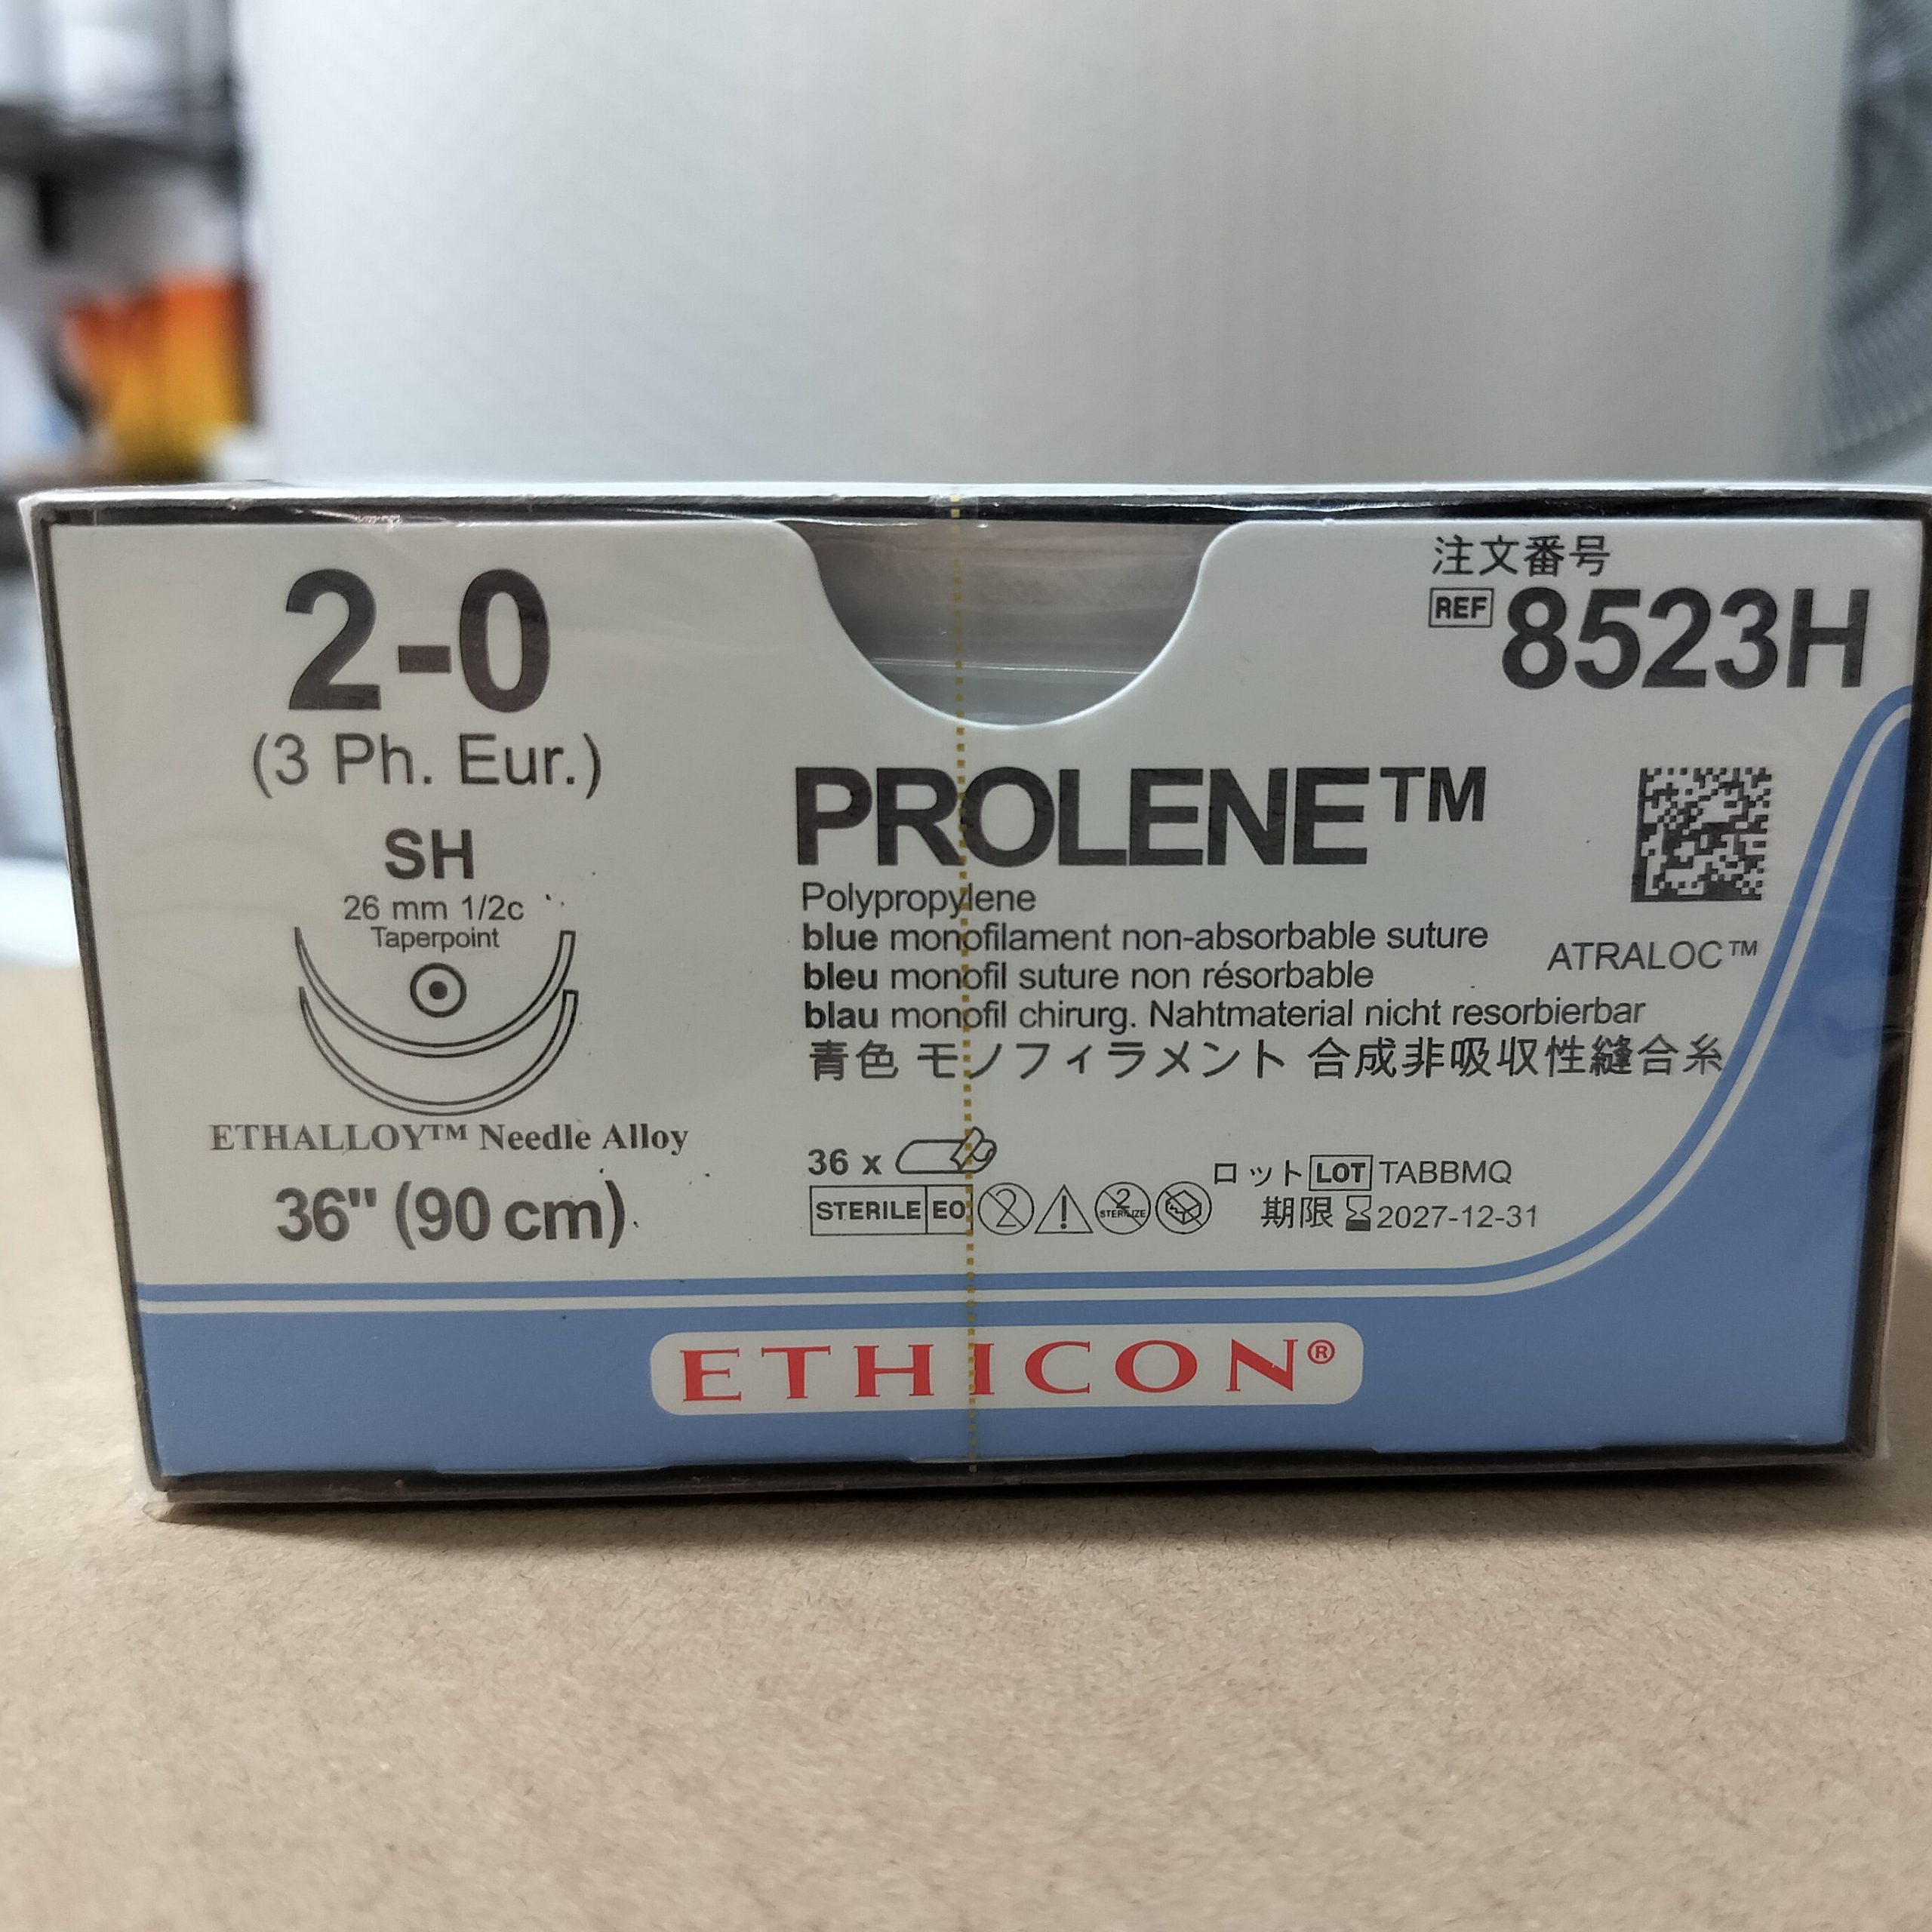 2-0
(3 Ph. Eur.)
SH
26 mm 1/2c
Taperpoint
ETHALLOY™ Needle Alloy
36" (90 cm)
注文番号
REF 8523H
PROLENE™
Polypropylene
blue monofilament non-absorbable suture
bleu monofil suture non résorbable
blau monofil chirurg. Nahtmaterial nicht resorbierbar
青色 モノフィラメント 合成非吸収性縫合糸
ATRALOC™
36 x
STERILE EO 2 ! 2 STERILIZE
ロット LOT TABBMQ
期限 2027-12-31
ETHICON®